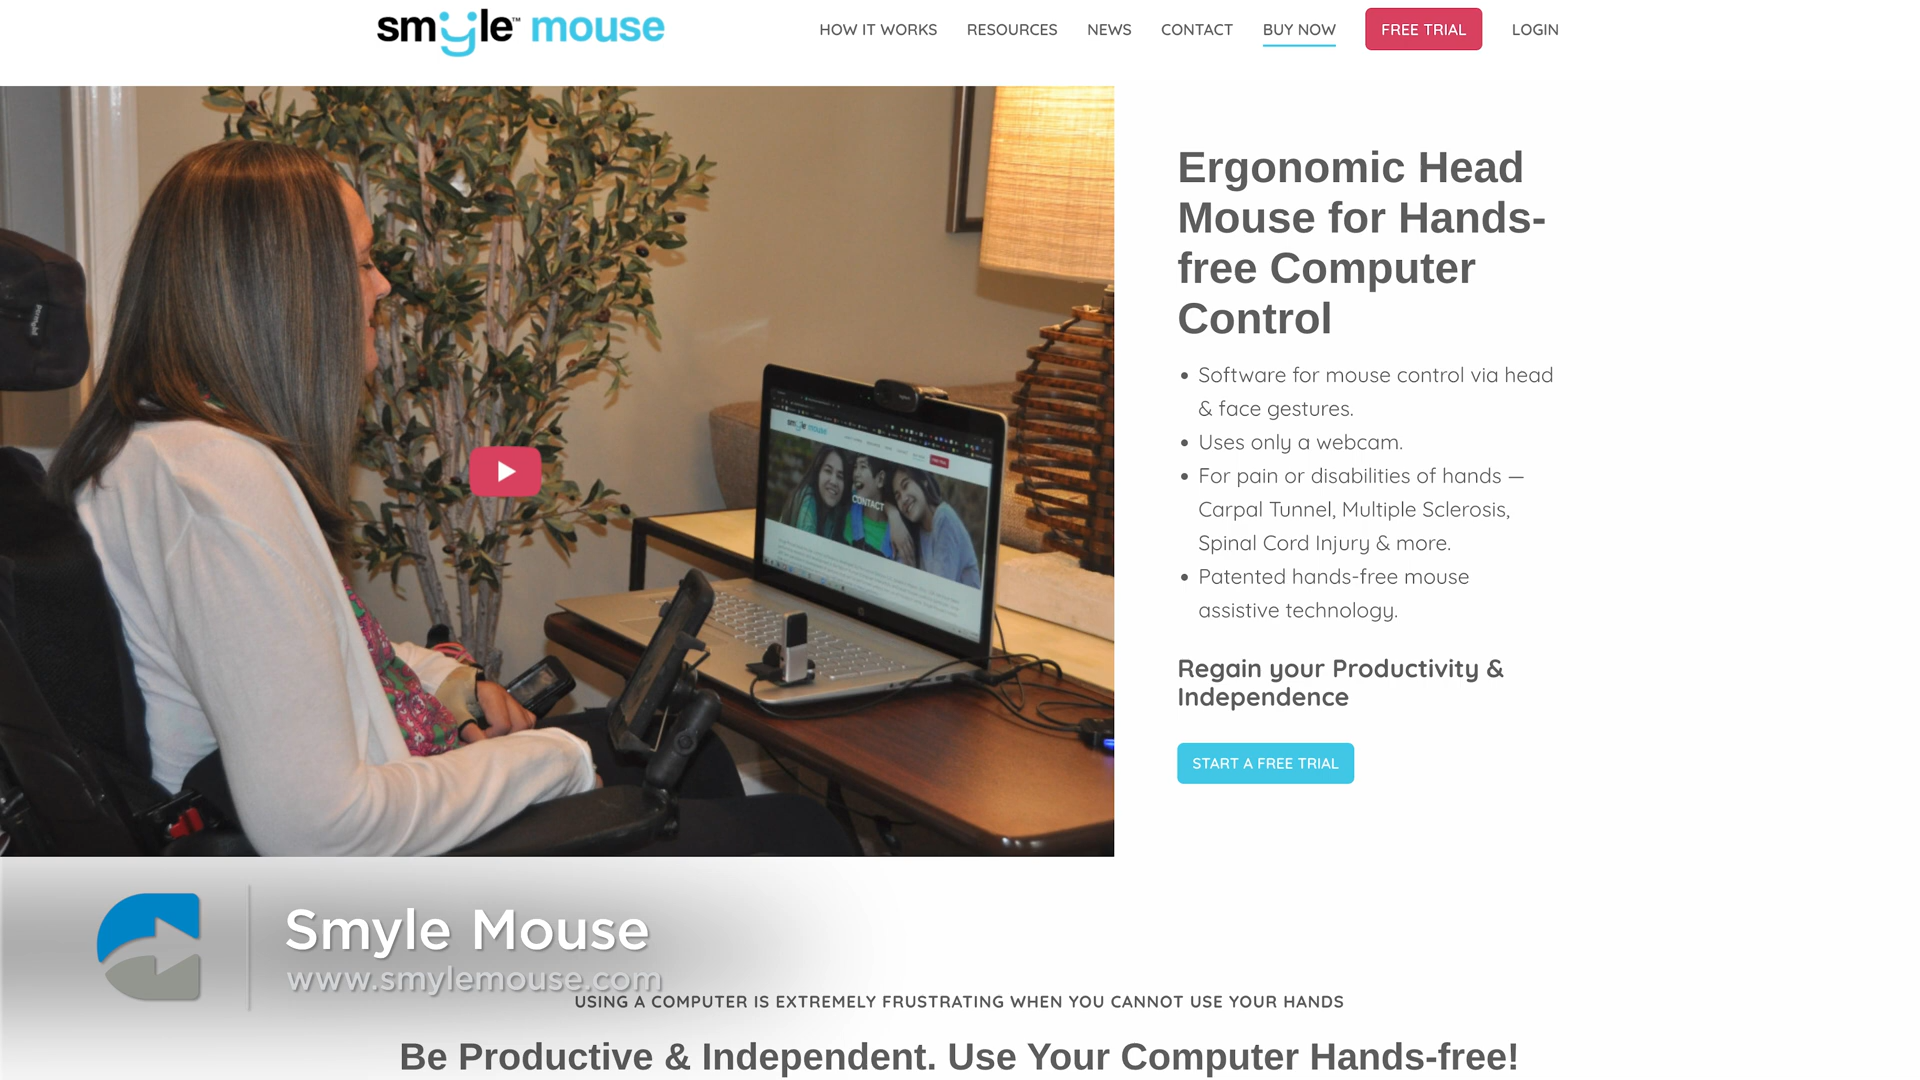 smyle™ mouse
HOW IT WORKS RESOURCES NEWS CONTACT BUY NOW FREE TRIAL LOGIN
Ergonomic Head
Mouse for Hands-
free Computer
Control
• Software for mouse control via head
& face gestures.
• Uses only a webcam.
• For pain or disabilities of hands —
Carpal Tunnel, Multiple Sclerosis,
Spinal Cord Injury & more.
• Patented hands-free mouse
assistive technology.
Regain your Productivity &
Independence
START A FREE TRIAL
smyle mouse
CONTACT
Smyle Mouse
www.smylemouse.com
USING A COMPUTER IS EXTREMELY FRUSTRATING WHEN YOU CANNOT USE YOUR HANDS
Be Productive & Independent. Use Your Computer Hands-free!